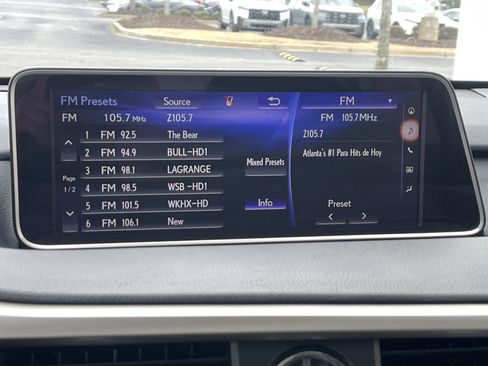 FM Presets Source
FM 105.7 MHz Z105.7
1 FM 92.5 The Bear
2 FM 94.9 BULL-HD1
3 FM 98.1 LAGRANGE
4 FM 98.5 WSB-HD1
5 FM 101.5 WKHX-HD
6 FM 106.1 New
Page
1/2
Mixed Presets
Info
FM
FM 105.7MHz
Z105.7
Atlanta's #1 Para Hits de Hoy
Preset